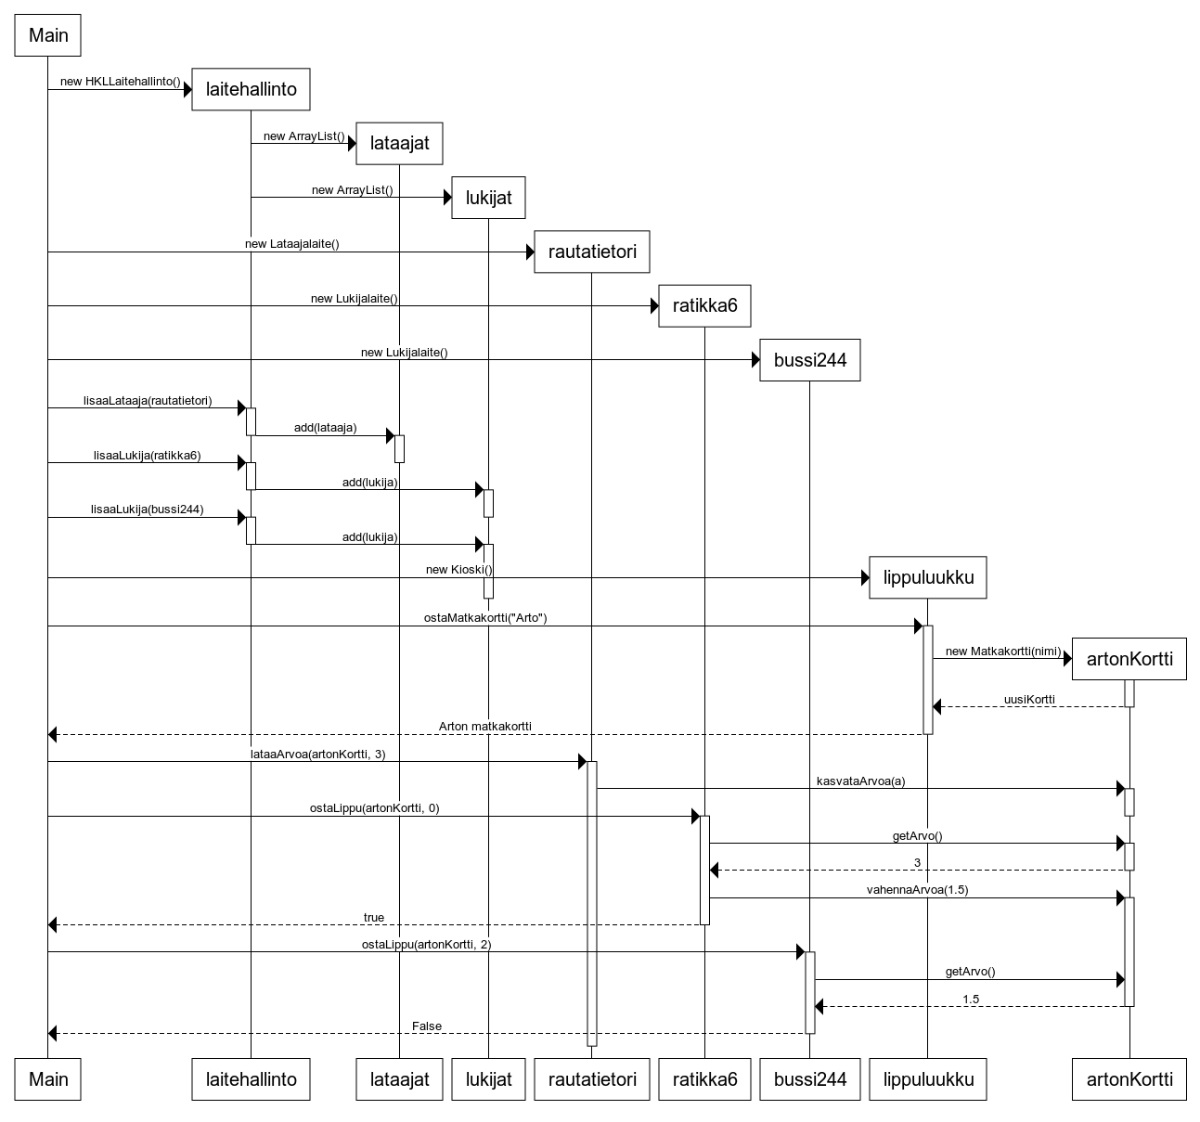 Main
new HKLLaitehallinto()
laitehallinto
new ArrayList()
lataajat
new ArrayList()
lukijat
new Lataajalaite()
rautatietori
new Lukijalaite()
ratikka6
new Lukijalaite()
bussi244
lisaaLataaja(rautatietori)
add(lataaja)
lisaaLukija(ratikka6)
add(lukija)
lisaaLukija(bussi244)
add(lukija)
new Kioski()
lippuluukku
ostaMatkakortti("Arto")
new Matkakortti(nimi)
artonKortti
uusiKortti
Arton matkakortti
lataaArvoa(artonKortti, 3)
kasvataArvoa(a)
ostaLippu(artonKortti, 0)
getArvo()
3
vahennaArvoa(1.5)
true
ostaLippu(artonKortti, 2)
getArvo()
1.5
False
Main
laitehallinto
lataajat
lukijat
rautatietori
ratikka6
bussi244
lippuluukku
artonKortti